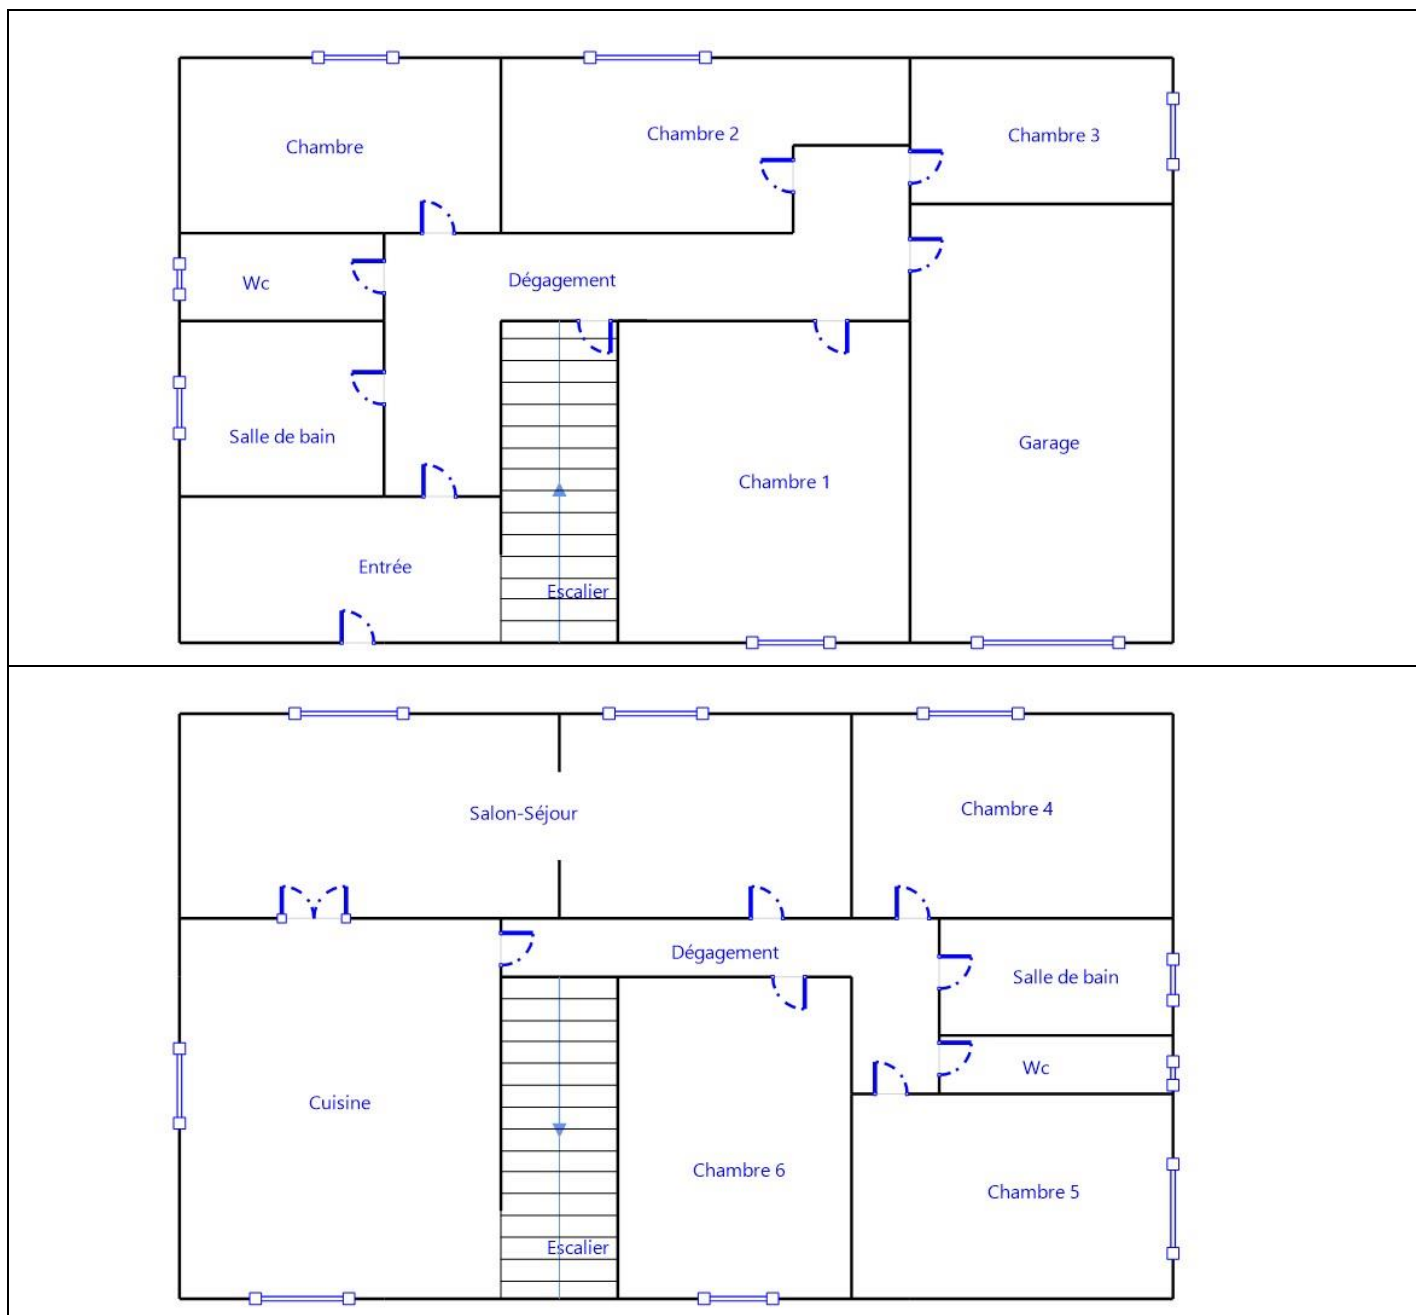 Chambre
Chambre 2
Chambre 3
Wc
Dégagement
Salle de bain
Garage
Chambre 1
Entrée
Escalier
Salon-Séjour
Chambre 4
Dégagement
Salle de bain
Wc
Cuisine
Chambre 6
Chambre 5
Escalier